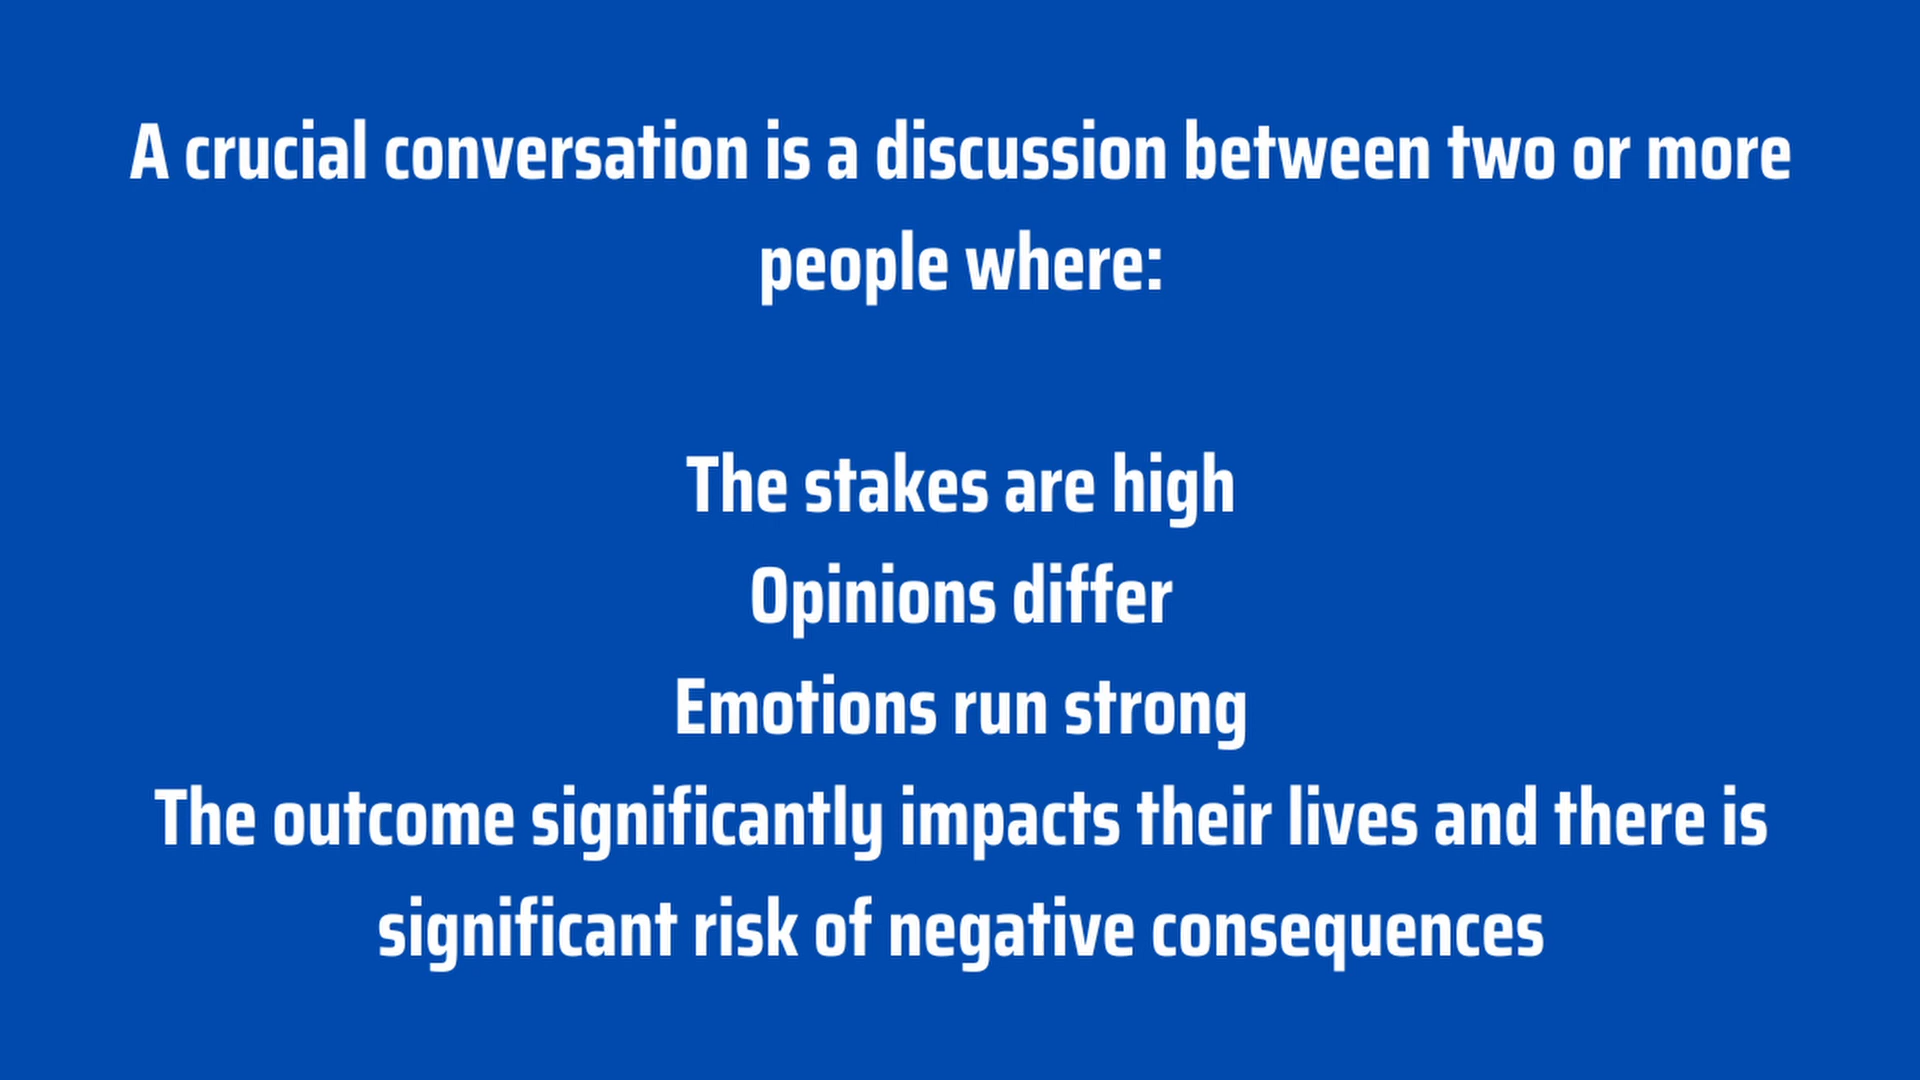 A crucial conversation is a discussion between two or more
people where:
The stakes are high
Opinions differ
Emotions run strong
The outcome significantly impacts their lives and there is
significant risk of negative consequences